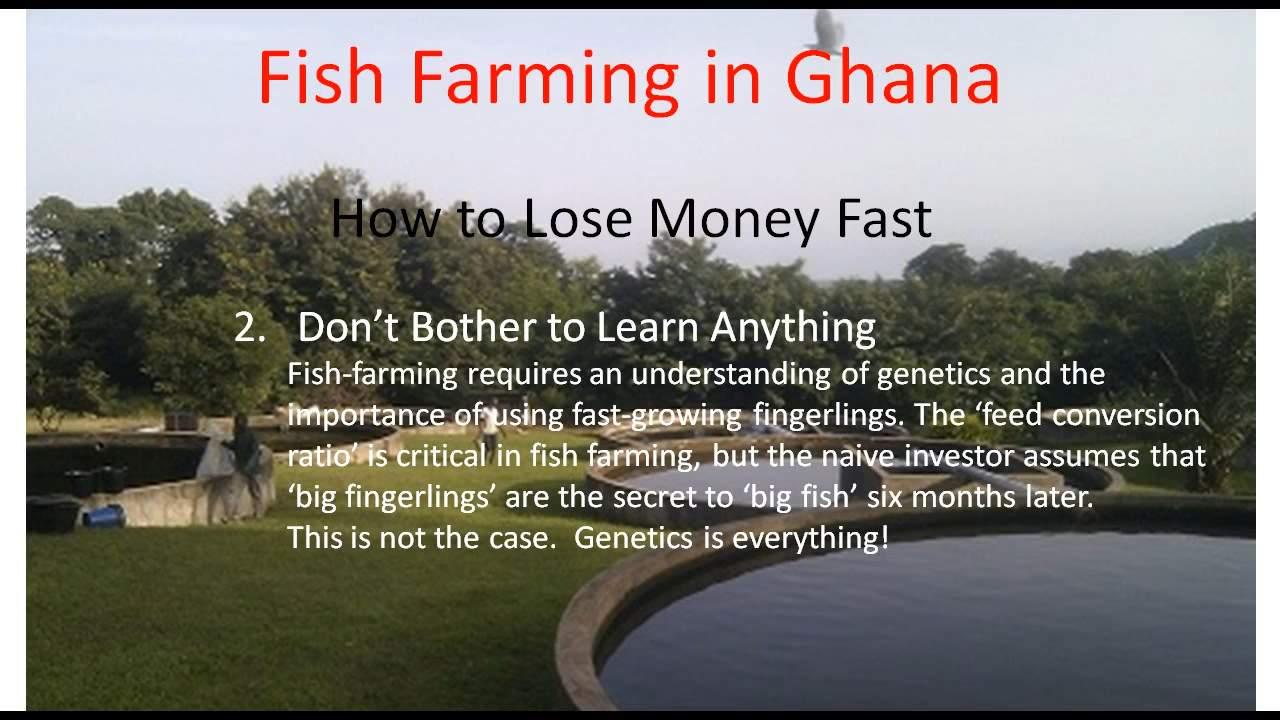 Fish Farming in Ghana
How to Lose Money Fast
2. Don’t Bother to Learn Anything
Fish-farming requires an understanding of genetics and the
importance of using fast-growing fingerlings. The ‘feed conversion
ratio’ is critical in fish farming, but the naive investor assumes that
‘big fingerlings’ are the secret to ‘big fish’ six months later.
This is not the case. Genetics is everything!